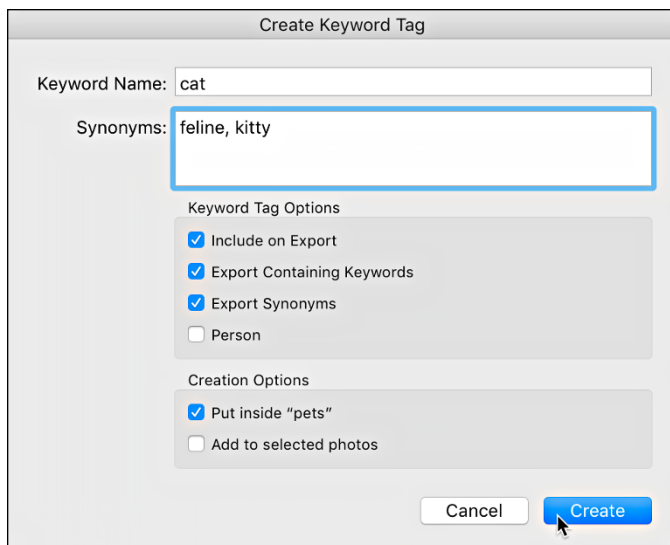 Create Keyword Tag
Keyword Name: cat
Synonyms: feline, kitty
Keyword Tag Options
Include on Export
Export Containing Keywords
Export Synonyms
Person
Creation Options
Put inside “pets”
Add to selected photos
Cancel Create